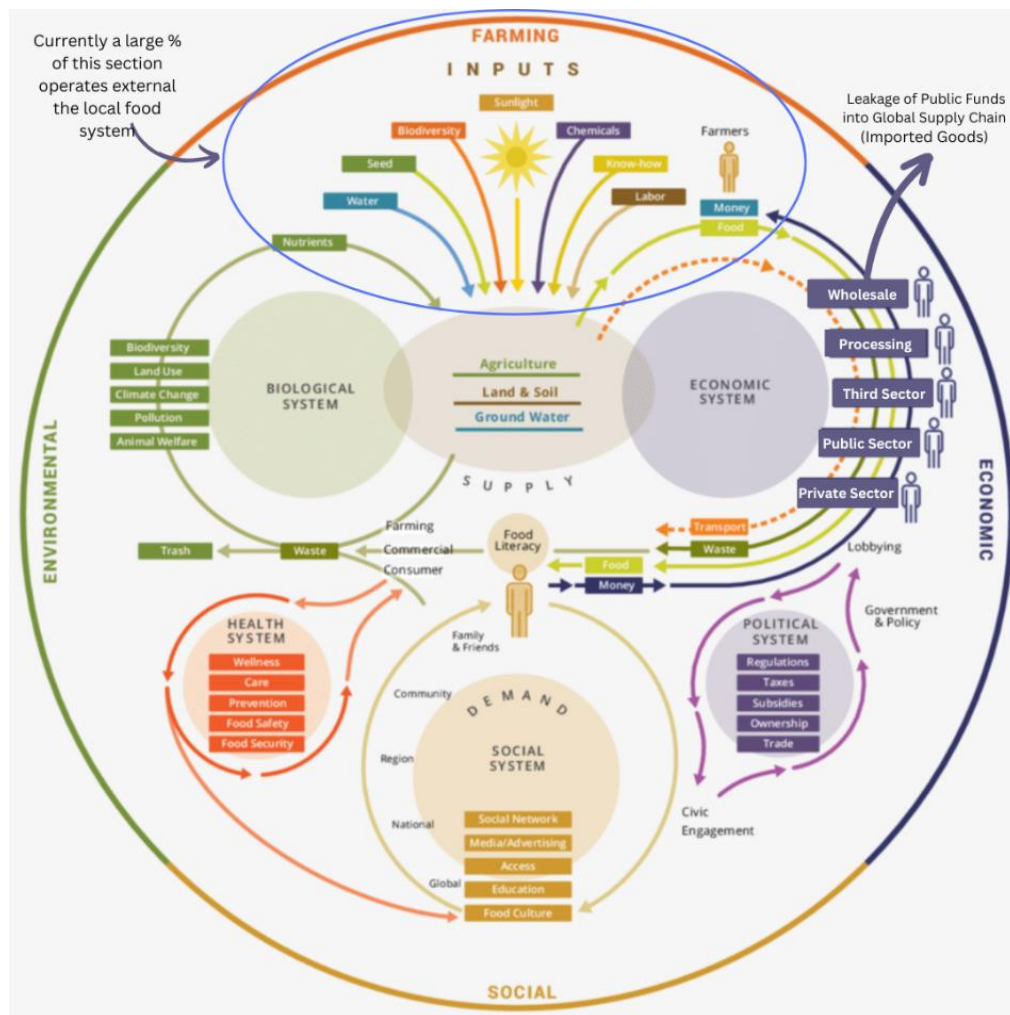 Currently a large %
of this section
operates external
the local food
system
FARMING
INPUTS
Sunlight
Biodiversity
Chemicals
Seed
Know-how
Water
Labor
Nutrients
Farmers
Money
Food
Leakage of Public Funds
into Global Supply Chain
(Imported Goods)
Wholesale
Processing
Third Sector
Public Sector
Private Sector
Biodiversity
Land Use
Climate Change
Pollution
Animal Welfare
BIOLOGICAL
SYSTEM
Agriculture
Land & Soil
Ground Water
ECONOMIC
SYSTEM
SUPPLY
ENVIRONMENTAL
ECONOMIC
Trash
Waste
Farming
Commercial
Consumer
Food
Literacy
Transport
Waste
Food
Money
Lobbying
Government
& Policy
HEALTH
SYSTEM
Wellness
Care
Prevention
Food Safety
Food Security
Family
& Friends
Community
Region
National
Global
DEMAND
SOCIAL
SYSTEM
Social Network
Media/Advertising
Access
Education
Food Culture
POLITICAL
SYSTEM
Regulations
Taxes
Subsidies
Ownership
Trade
Civic
Engagement
SOCIAL